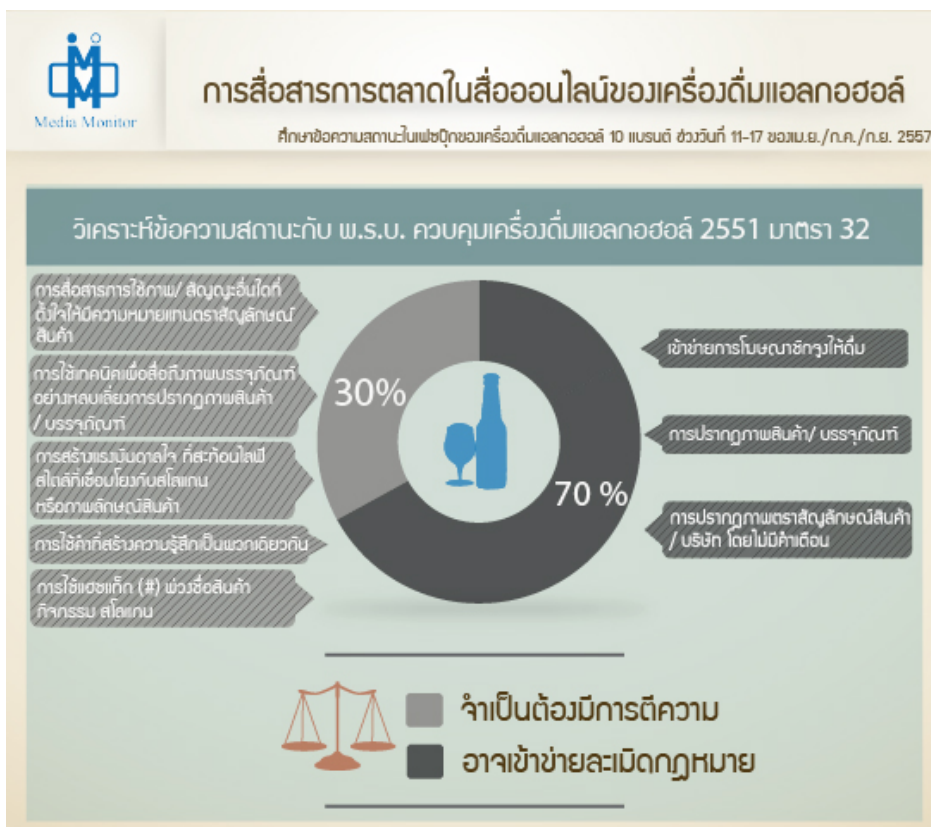 Media Monitor
การสื่อสารการตลาดในสื่อออนไลน์ของเครื่องดื่มแอลกอฮอล์
ศึกษาข้อความสถานะในเฟซบุ๊กของเครื่องดื่มแอลกอฮอล์ 10 แบรนด์ ช่วงวันที่ 11-17 ของเม.ย./ก.ค./ก.ย. 2557
วิเคราะห์ข้อความสถานะกับ พ.ร.บ. ควบคุมเครื่องดื่มแอลกอฮอล์ 2551 มาตรา 32
การสื่อสารการใช้ภาพ/ สัญญะอื่นใดที่
ตั้งใจให้มีความหมายแทนตราสัญลักษณ์
สินค้า
การใช้เทคนิคเพื่อสื่อถึงภาพบรรจุภัณฑ์
อย่างหลบเลี่ยงการปรากฏภาพสินค้า
/ บรรจุภัณฑ์
การสร้างแรงบันดาลใจ ที่สะท้อนไลฟ์
สไตล์ที่เชื่อมโยงกับสโลแกน
หรือภาพลักษณ์สินค้า
การใช้คำที่สร้างความรู้สึกเป็นพวกเดียวกัน
การใช้แฮชแท็ก (#) พ่วงชื่อสินค้า
กิจกรรม สโลแกน
30%
70 %
เข้าข่ายการโฆษณาชักจูงให้ดื่ม
การปรากฏภาพสินค้า/ บรรจุภัณฑ์
การปรากฏภาพตราสัญลักษณ์สินค้า
/ บริษัท โดยไม่มีคำเตือน
จำเป็นต้องมีการตีความ
อาจเข้าข่ายละเมิดกฎหมาย